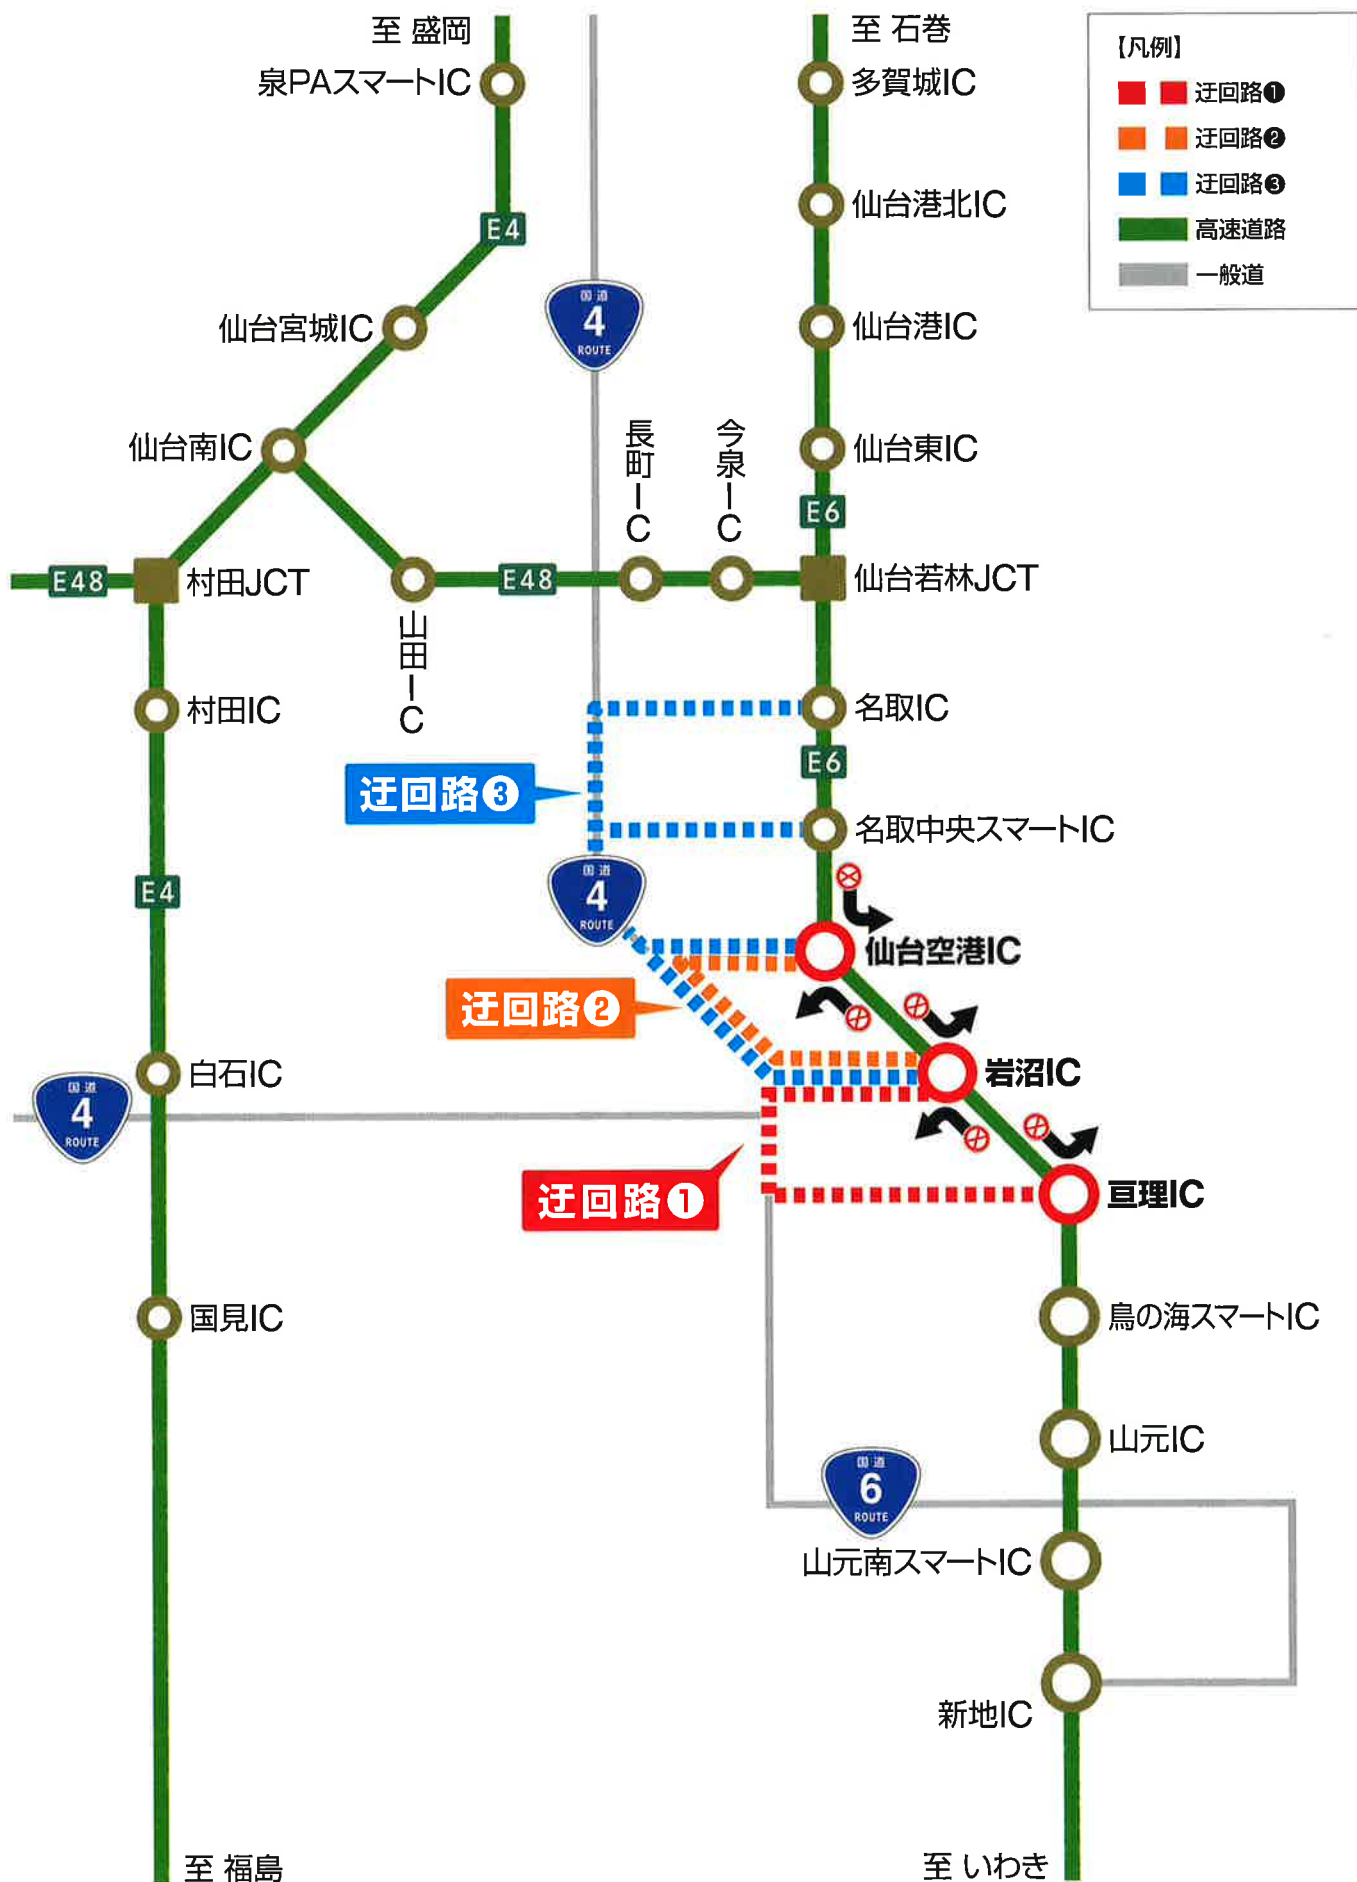 至 盛岡
至 石巻
【凡例】
迂回路❶
迂回路❷
迂回路❸
高速道路
一般道
泉PAスマートIC
多賀城IC
仙台港北IC
E4
国道
4
ROUTE
仙台宮城IC
仙台港IC
仙台南IC
長町IC
今泉IC
仙台東IC
E6
E48
村田JCT
E48
仙台若林JCT
山田IC
村田IC
名取IC
E6
迂回路❸
名取中央スマートIC
E4
国道
4
ROUTE
仙台空港IC
迂回路❷
白石IC
岩沼IC
国道
4
ROUTE
迂回路❶
亘理IC
国見IC
鳥の海スマートIC
山元IC
国道
6
ROUTE
山元南スマートIC
新地IC
至 福島
至 いわき